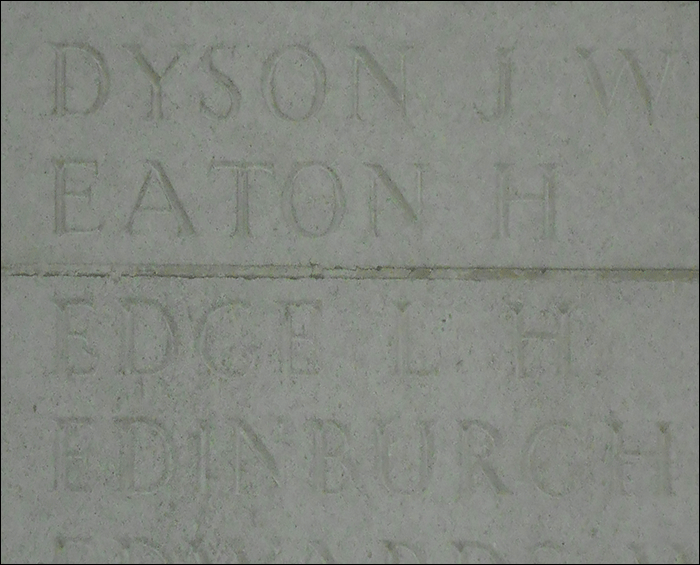 DYSON J. W
EATON H.
EDGE L. H.
EDINBURGH